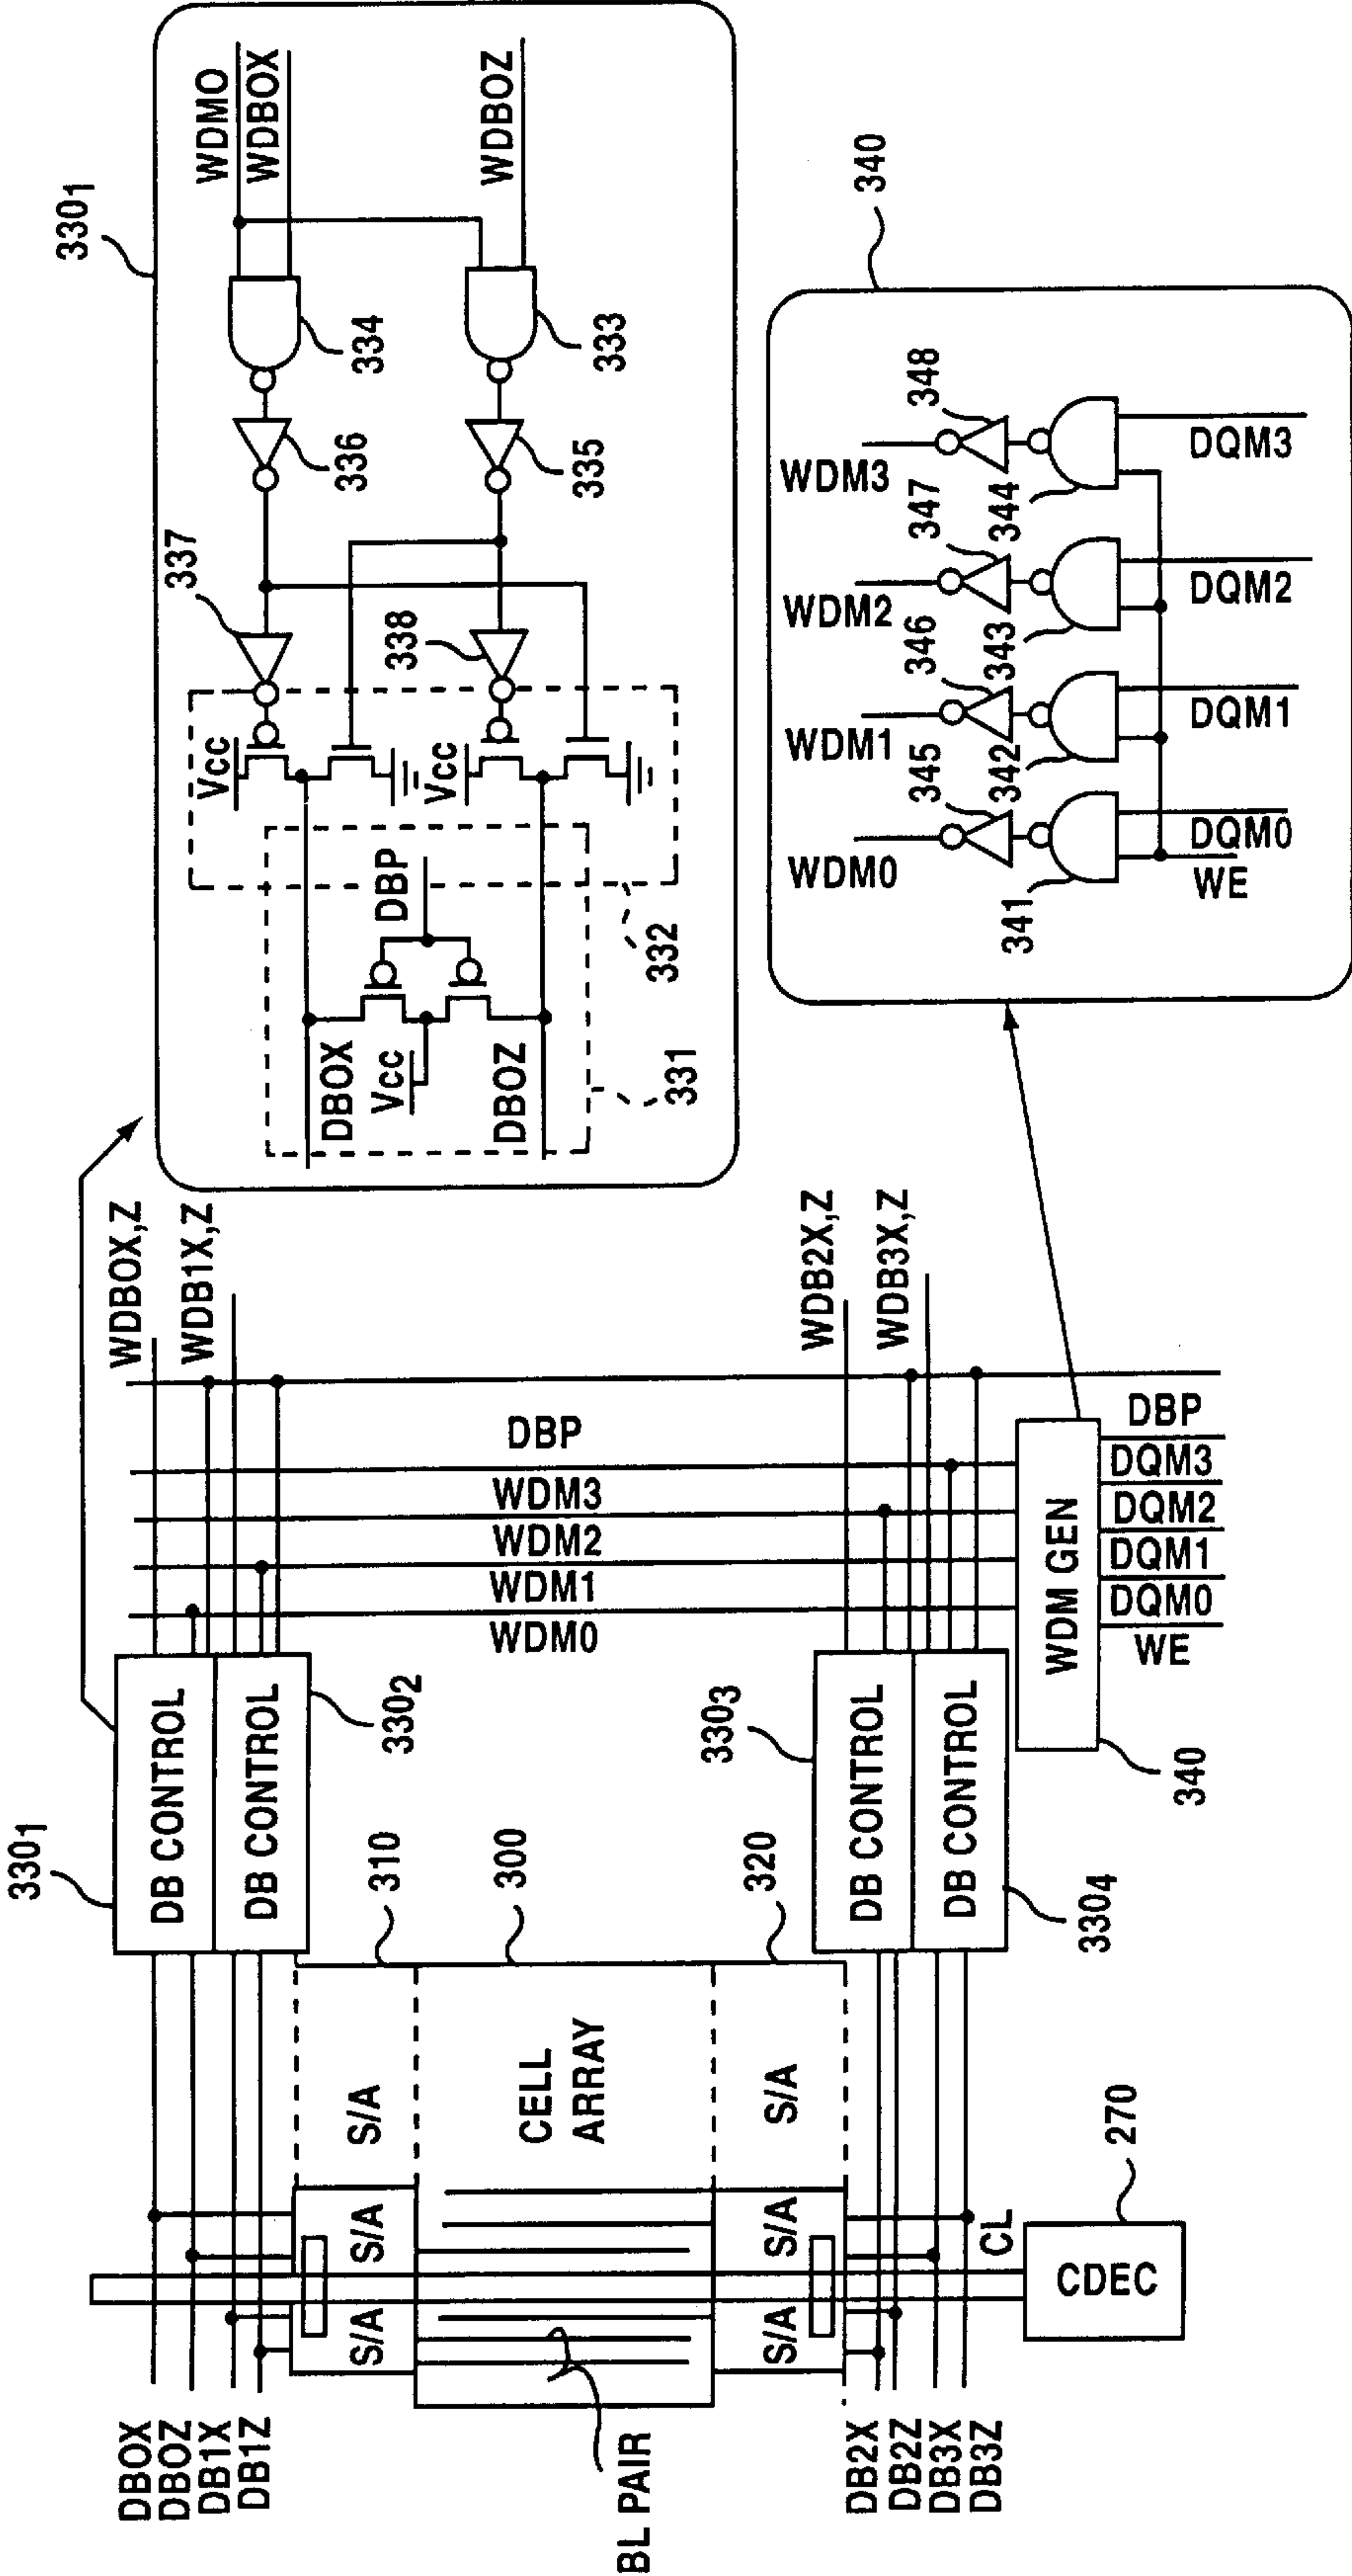 330₁
DB CONTROL
DB CONTROL
330₂
WDBOX,Z
WDB1X,Z
DBOX
DBOZ
DB1X
DB1Z
310
300
320
S/A
S/A
S/A
CELL
ARRAY
S/A
S/A
S/A
BL PAIR
DBP
WDM3
WDM2
WDM1
WDM0
330₃
DB CONTROL
DB CONTROL
330₄
WDB2X,Z
WDB3X,Z
DB2X
DB2Z
DB3X
DB3Z
CL
CDEC
270
WDM GEN
340
DBP
DQM3
DQM2
DQM1
DQM0
WE
330₁
WDMO
WDBOX
WDBOZ
334
333
336
335
337
338
Vcc
Vcc
DBP
332
DBOX
Vcc
DBOZ
331
340
WDM3
348
344
DQM3
WDM2
347
343
DQM2
WDM1
346
342
DQM1
WDM0
345
341
DQM0
WE